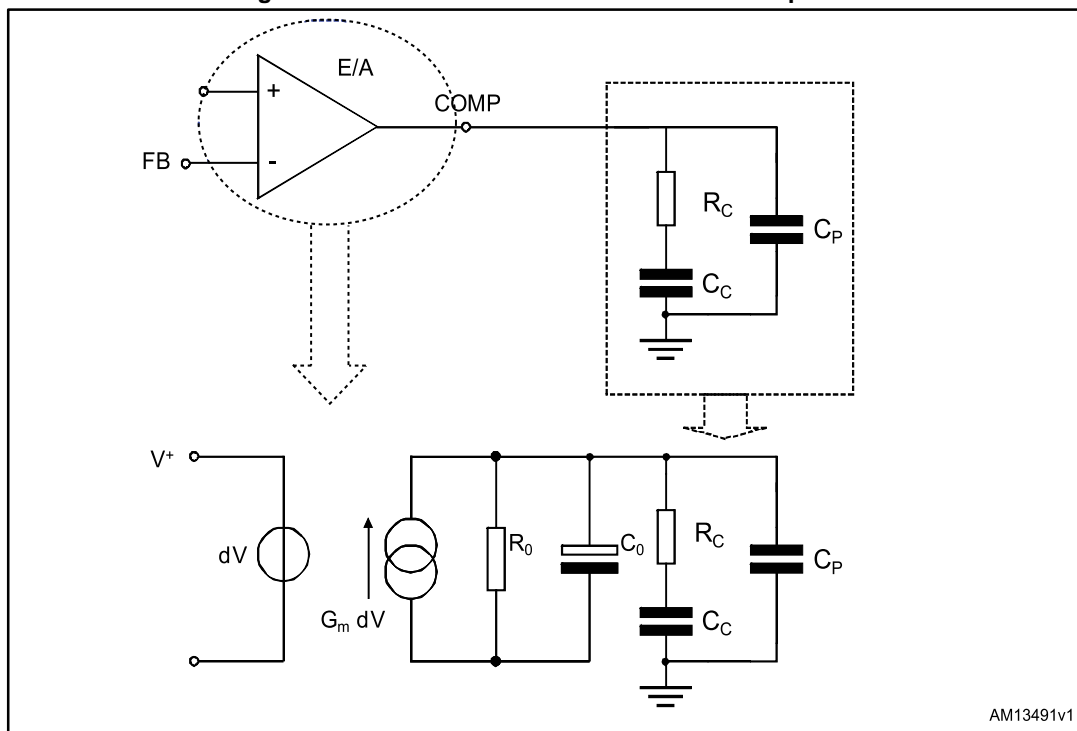 E/A
+
COMP
FB
-
R_C
C_P
C_C
V⁺
dV
R_0
C_0
R_C
C_P
G_m dV
C_C
AM13491v1